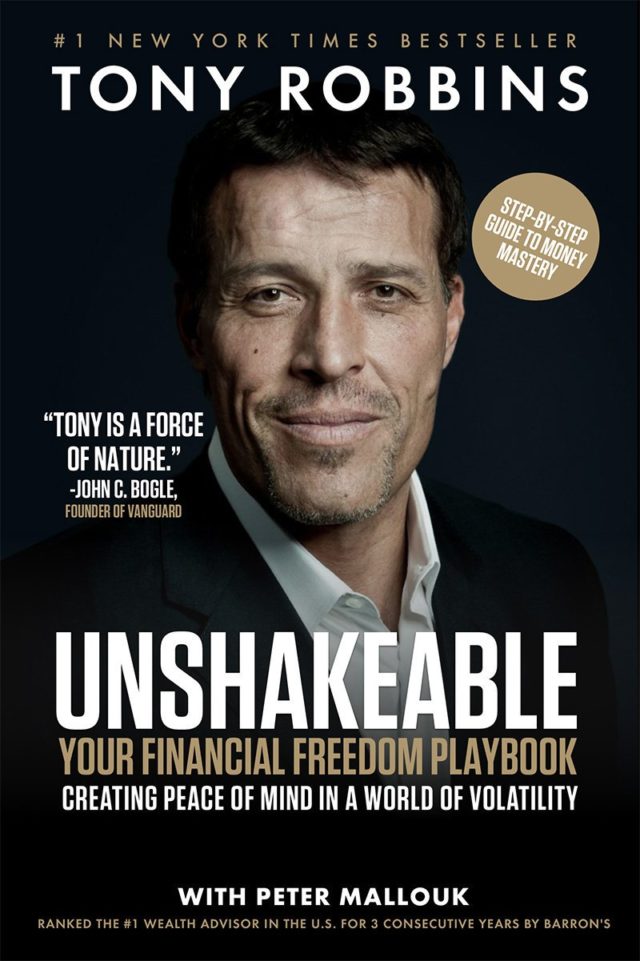 #1 NEW YORK TIMES BESTSELLER
TONY ROBBINS
STEP-BY-STEP
GUIDE TO MONEY
MASTERY
“TONY IS A FORCE
OF NATURE.”
-JOHN C. BOGLE,
FOUNDER OF VANGUARD
UNSHAKEABLE
YOUR FINANCIAL FREEDOM PLAYBOOK
CREATING PEACE OF MIND IN A WORLD OF VOLATILITY
WITH PETER MALLOUK
RANKED THE #1 WEALTH ADVISOR IN THE U.S. FOR 3 CONSECUTIVE YEARS BY BARRON'S